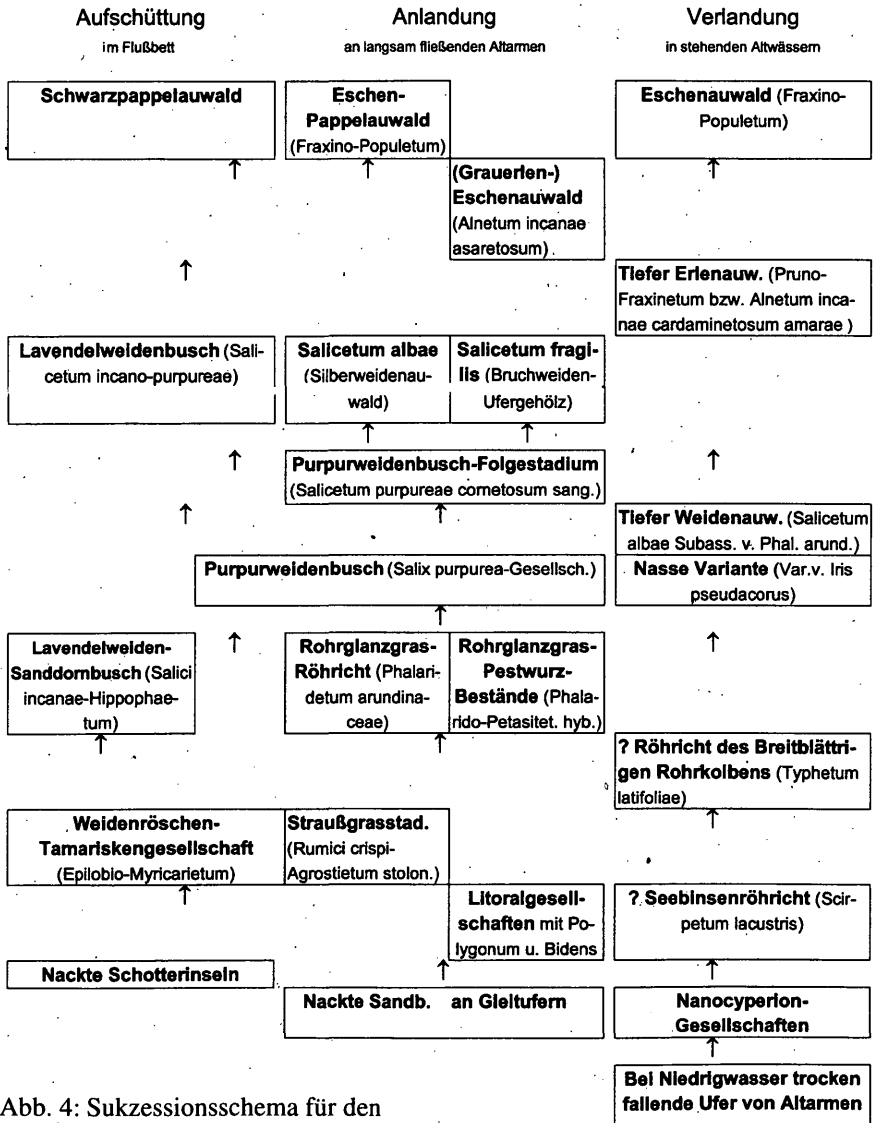 Aufschüttung
im Flußbett
Anlandung
an langsam fließenden Altarmen
Verlandung
in stehenden Altwässern
Schwarzpappelauwald
Eschen-
Pappelauwald
(Fraxino-Populetum)
Eschenauwald (Fraxino-
Populetum)
↑
↑
↑
(Grauerlen-)
Eschenauwald
(Alnetum incanae
asaretosum)
↑
Tiefer Erlenauw. (Pruno-
Fraxinetum bzw. Alnetum inca-
nae cardaminetosum amarae )
Lavendelweidenbusch (Sali-
cetum incano-purpureae)
Salicetum albae
(Silberweidenau-
wald)
Salicetum fragi-
lis (Bruchweiden-
Ufergehölz)
↑
↑
↑
↑
Purpurweidenbusch-Folgestadium
(Salicetum purpureae cornetosum sang.)
↑
↑
Tiefer Weidenauw. (Salicetum
albae Subass. v. Phal. arund.)
Purpurweidenbusch (Salix purpurea-Gesellsch.)
Nasse Variante (Var.v. Iris
pseudacorus)
↑
↑
↑
Lavendelweiden-
Sanddornbusch (Salici
incanae-Hippophae-
tum)
Rohrglanzgras-
Röhricht (Phalari-
detum arundina-
ceae)
Rohrglanzgras-
Pestwurz-
Bestände (Phala-
rido-Petasitet. hyb.)
↑
↑
? Röhricht des Breitblättri-
gen Rohrkolbens (Typhetum
latifoliae)
↑
Weidenröschen-
Tamariskengesellschaft
(Epilobio-Myricarietum)
Straußgrasstad.
(Rumici crispi-
Agrostietum stolon.)
↑
Litoralgesell-
schaften mit Po-
lygonum u. Bidens
? Seebinsenröhricht (Scir-
petum lacustris)
Nackte Schotterinseln
↑
↑
Nackte Sandb. an Gleitufern
Nanocyperion-
Gesellschaften
↑
Bei Niedrigwasser trocken
fallende Ufer von Altarmen
Abb. 4: Sukzessionsschema für den